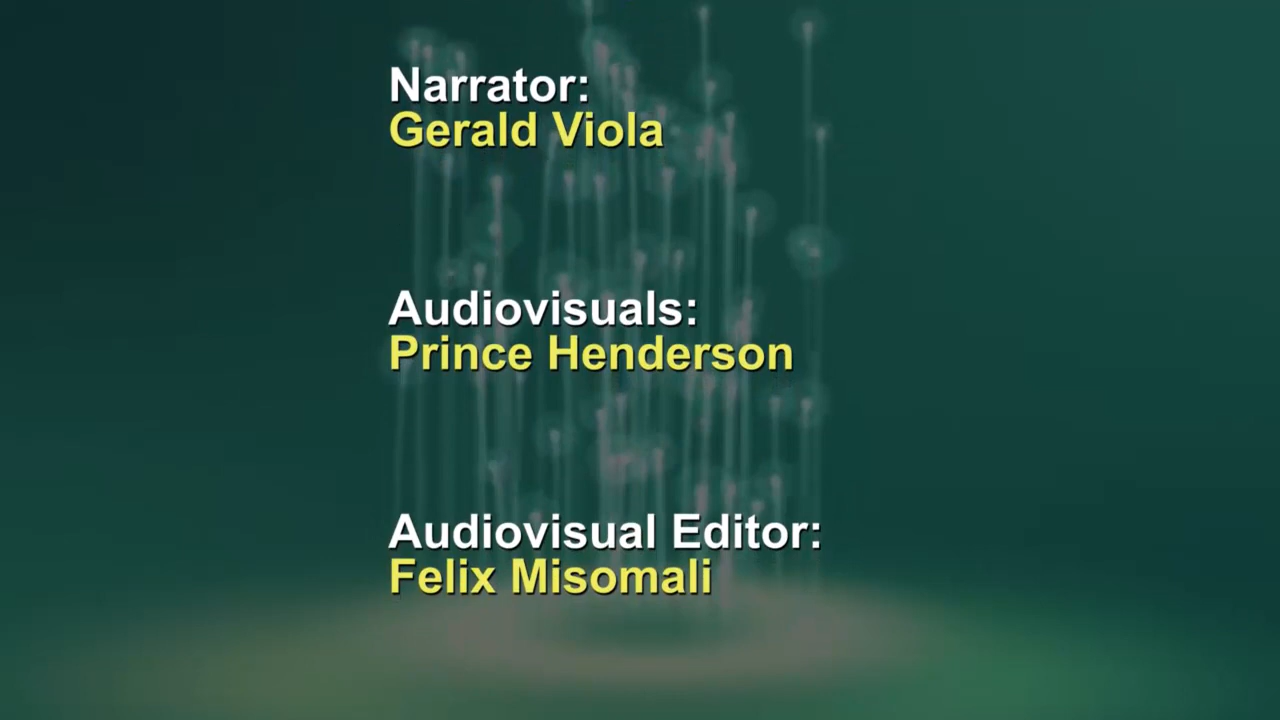 Narrator:
Gerald Viola
Audiovisuals:
Prince Henderson
Audiovisual Editor:
Felix Misomali